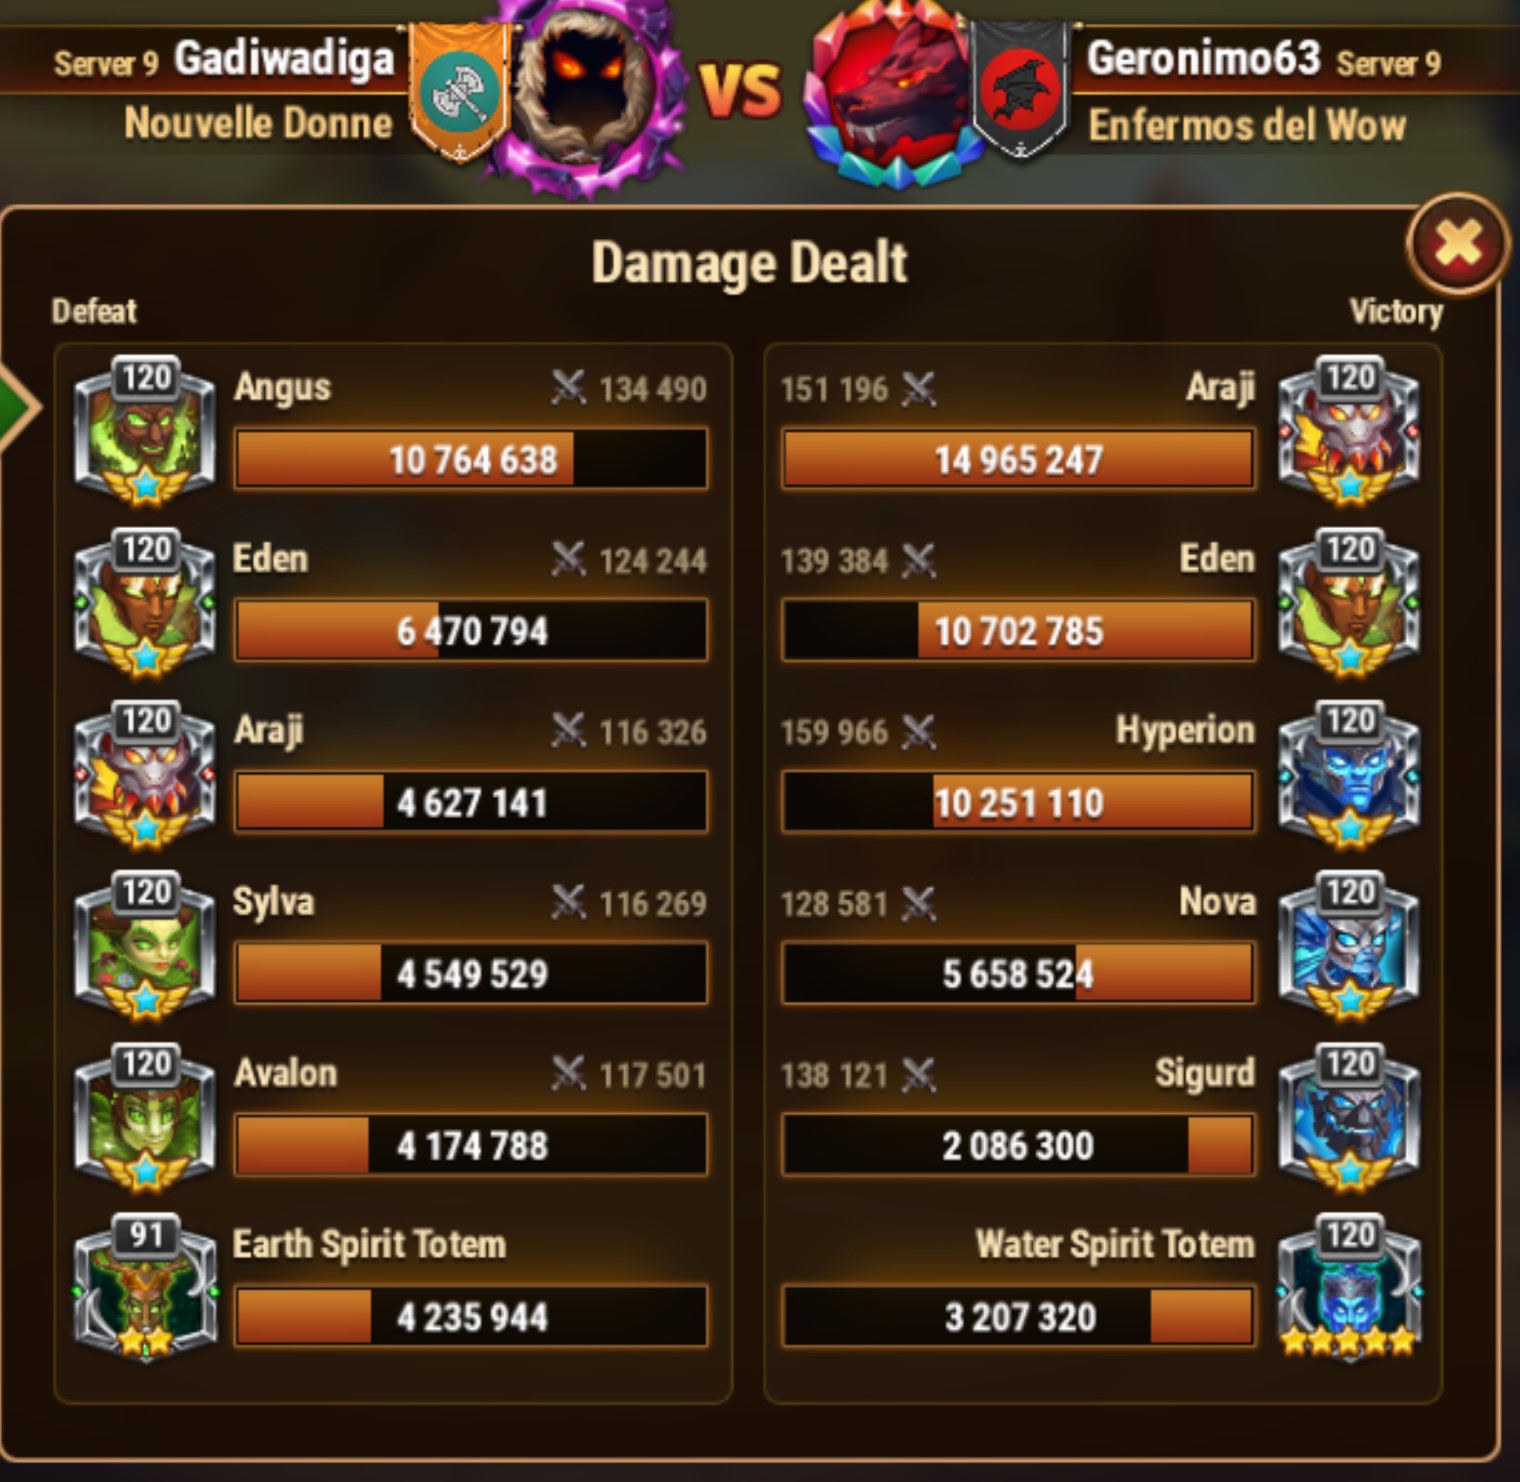 Server 9 Gadiwadiga
Nouvelle Donne
VS
Geronimo63 Server 9
Enfermos del Wow
Damage Dealt
Defeat
Victory
120
Angus 134 490
10 764 638
120
Eden 124 244
6 470 794
120
Araji 116 326
4 627 141
120
Sylva 116 269
4 549 529
120
Avalon 117 501
4 174 788
91
Earth Spirit Totem
4 235 944
120
151 196 Araji
14 965 247
120
139 384 Eden
10 702 785
120
159 966 Hyperion
10 251 110
120
128 581 Nova
5 658 524
120
138 121 Sigurd
2 086 300
120
Water Spirit Totem
3 207 320